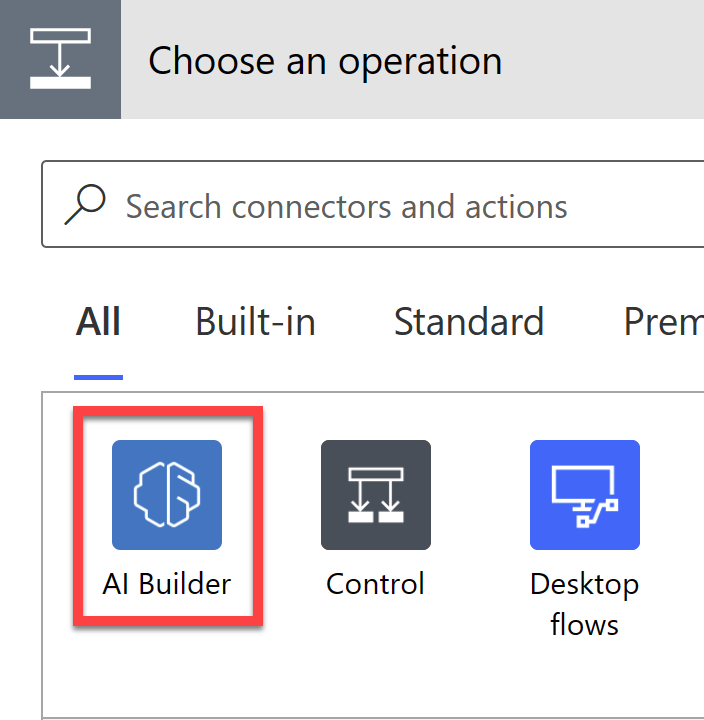 Choose an operation
Search connectors and actions
All Built-in Standard Prem
AI Builder Control Desktop
flows